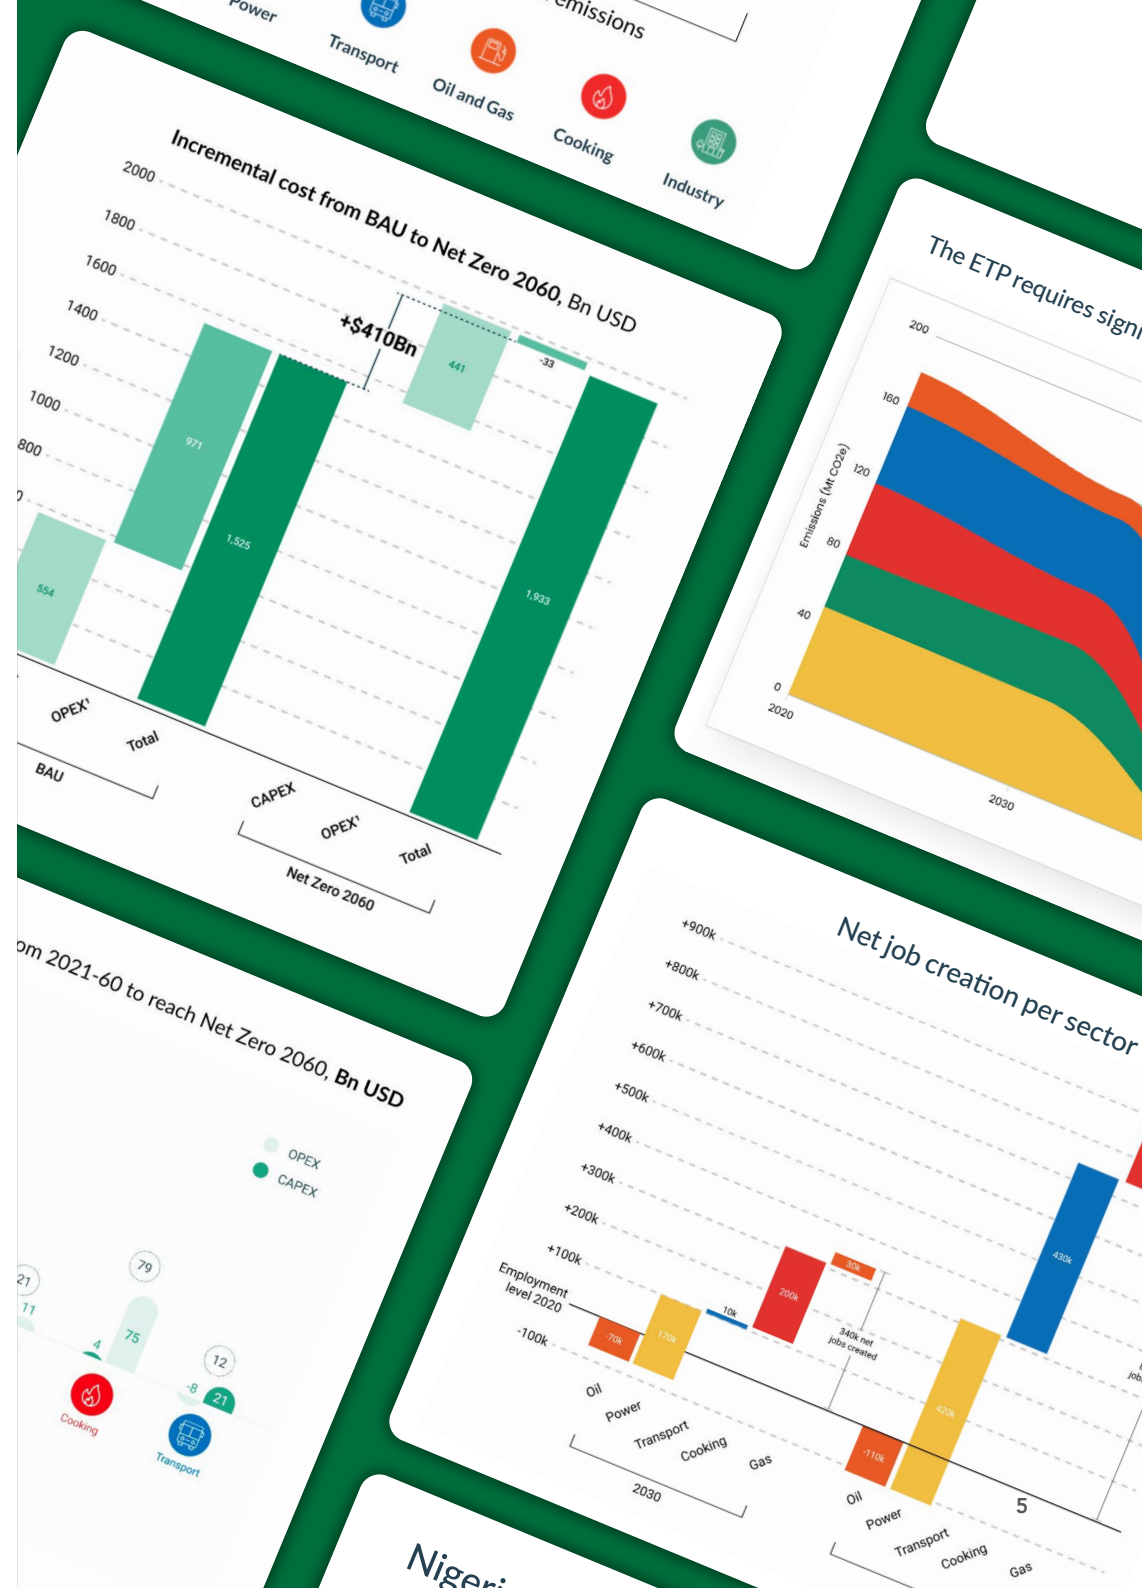 emissions
Power
Transport
Oil and Gas
Cooking
Industry
Incremental cost from BAU to Net Zero 2060, Bn USD
2000
1800
1600
1400
1200
1000
800
+$410Bn
441
-33
971
1,525
554
1,933
OPEX¹
Total
BAU
CAPEX
OPEX¹
Total
Net Zero 2060
The ETP requires
200
160
120
80
40
0
Emissions (Mt CO2e)
2020
2030
om 2021-60 to reach Net Zero 2060, Bn USD
OPEX
CAPEX
21
11
4
79
75
-8
12
21
Cooking
Transport
Net job creation per sector
+900k
+800k
+700k
+600k
+500k
+400k
+300k
+200k
+100k
Employment
level 2020
-100k
-70k
170k
10k
200k
30k
340k net
jobs created
-110k
420k
430k
Oil
Power
Transport
Cooking
Gas
2030
Oil
Power
Transport
Cooking
Gas
5
Nigeri